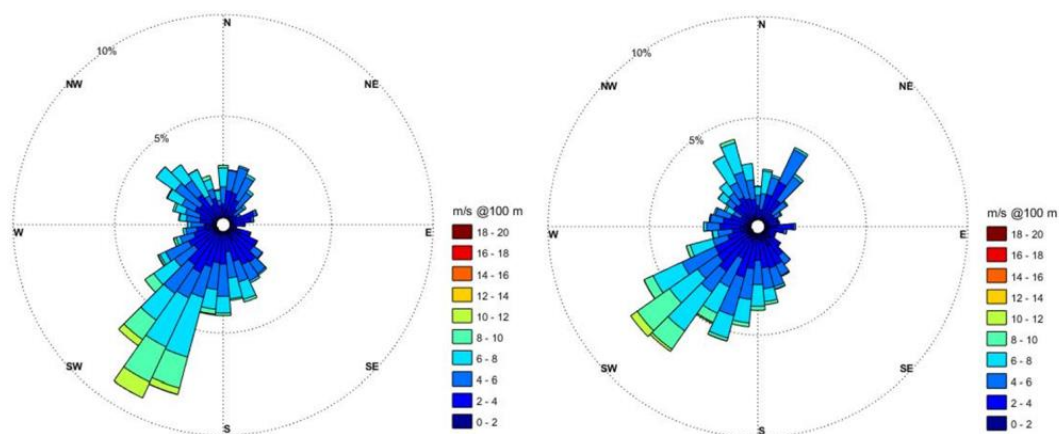 N
10%
NW
NE
5%
W
E
SW
SE
S
m/s @100 m
18 - 20
16 - 18
14 - 16
12 - 14
10 - 12
8 - 10
6 - 8
4 - 6
2 - 4
0 - 2
N
10%
NW
NE
5%
W
E
SW
SE
S
m/s @100 m
18 - 20
16 - 18
14 - 16
12 - 14
10 - 12
8 - 10
6 - 8
4 - 6
2 - 4
0 - 2